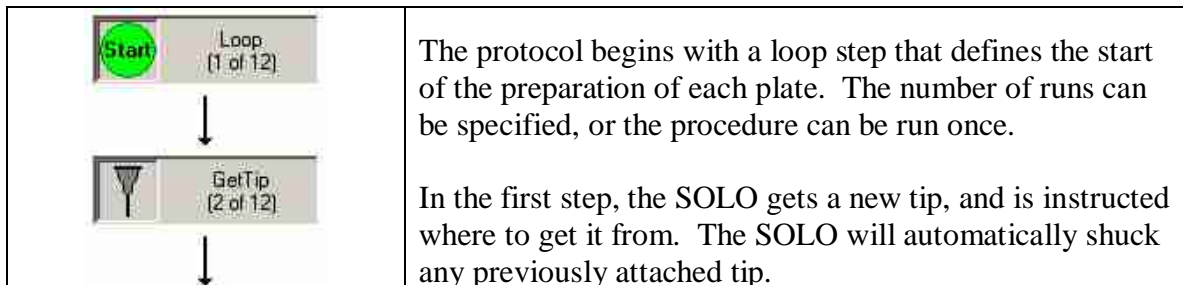 Start
Loop
(1 of 12)
GetTip
(2 of 12)
The protocol begins with a loop step that defines the start
of the preparation of each plate. The number of runs can
be specified, or the procedure can be run once.
In the first step, the SOLO gets a new tip, and is instructed
where to get it from. The SOLO will automatically shuck
any previously attached tip.